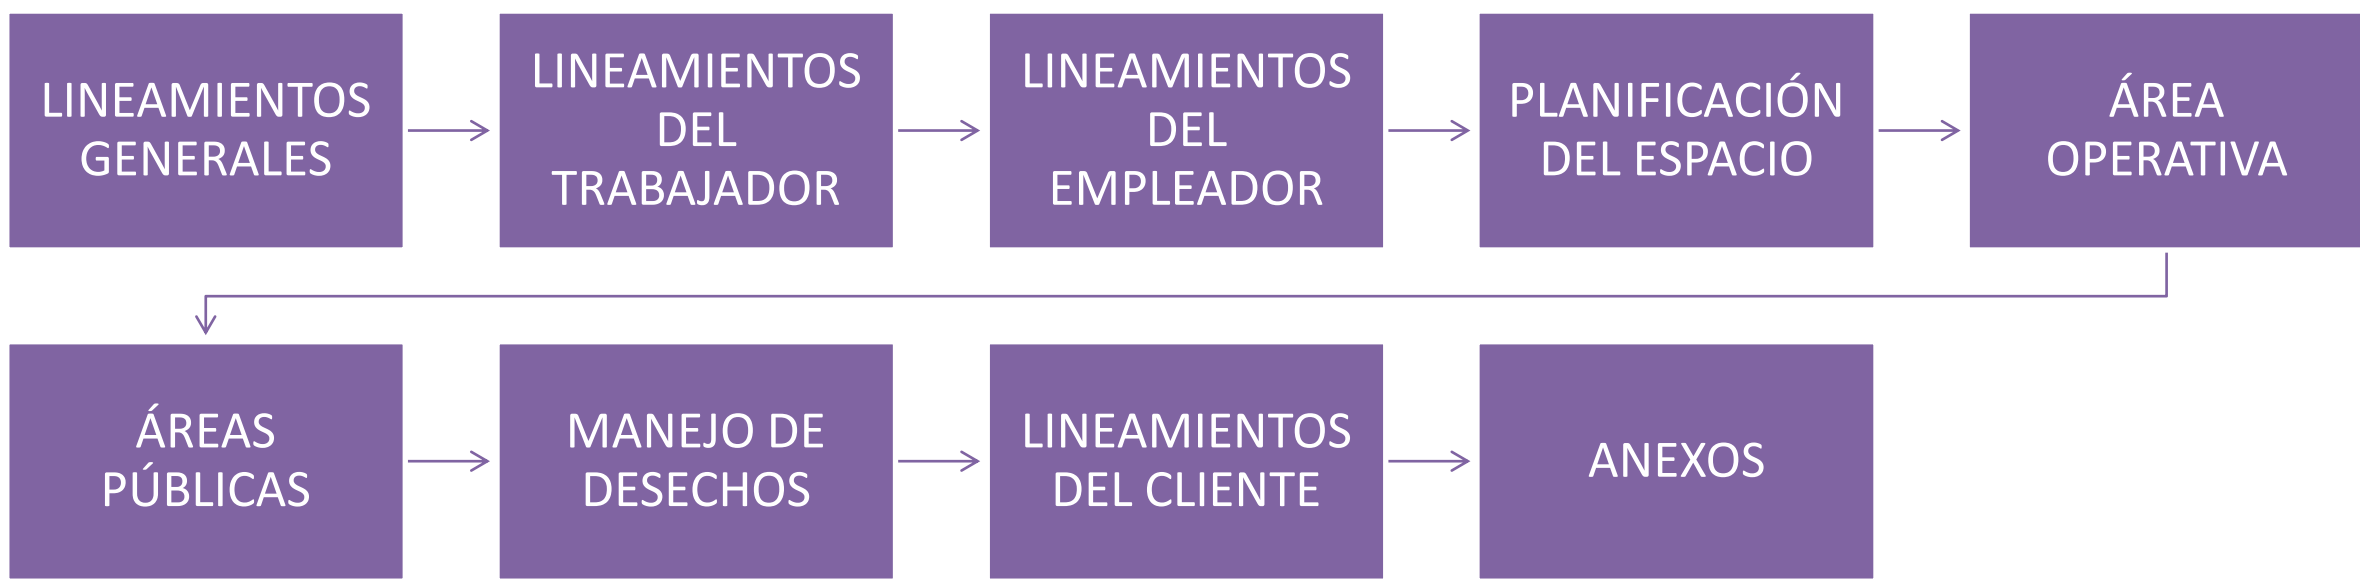 LINEAMIENTOS
GENERALES
LINEAMIENTOS
DEL
TRABAJADOR
LINEAMIENTOS
DEL
EMPLEADOR
PLANIFICACIÓN
DEL ESPACIO
ÁREA
OPERATIVA
ÁREAS
PÚBLICAS
MANEJO DE
DESECHOS
LINEAMIENTOS
DEL CLIENTE
ANEXOS